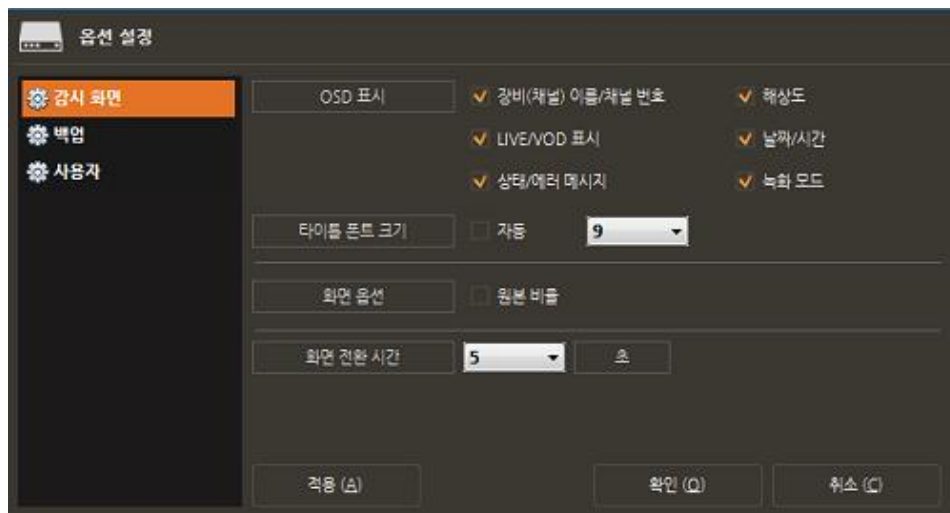 옵션 설정
감시 화면
백업
사용자
OSD 표시
장비(채널) 이름/채널 번호
해상도
LIVE/VOD 표시
날짜/시간
상태/에러 메시지
녹화 모드
타이틀 폰트 크기
자동
9
화면 옵션
원본 비율
화면 전환 시간
5
초
적용 (A)
확인 (O)
취소 (C)